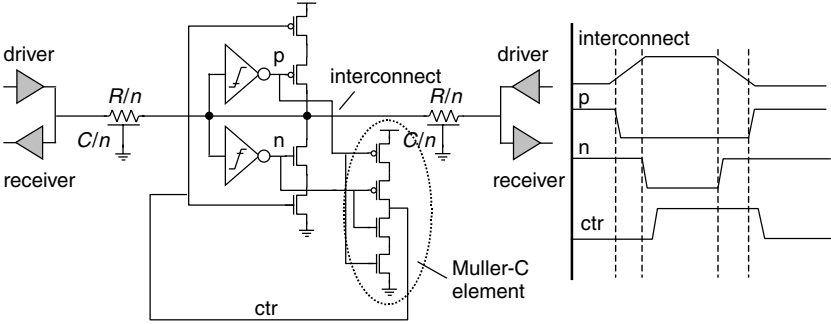 driver
R/n
C/n
receiver
p
n
interconnect
R/n
C/n
driver
receiver
Muller-C
element
ctr
interconnect
p
n
ctr